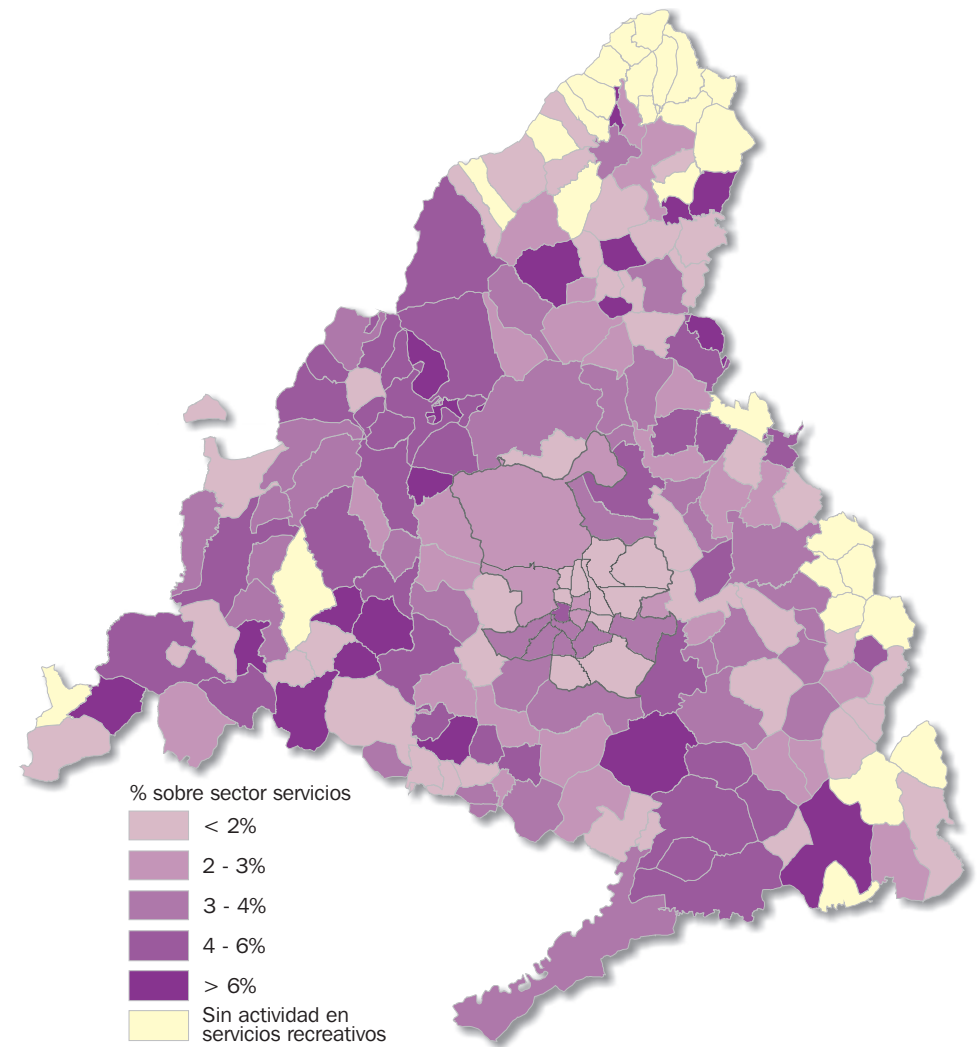 % sobre sector servicios
< 2%
2 - 3%
3 - 4%
4 - 6%
> 6%
Sin actividad en
servicios recreativos